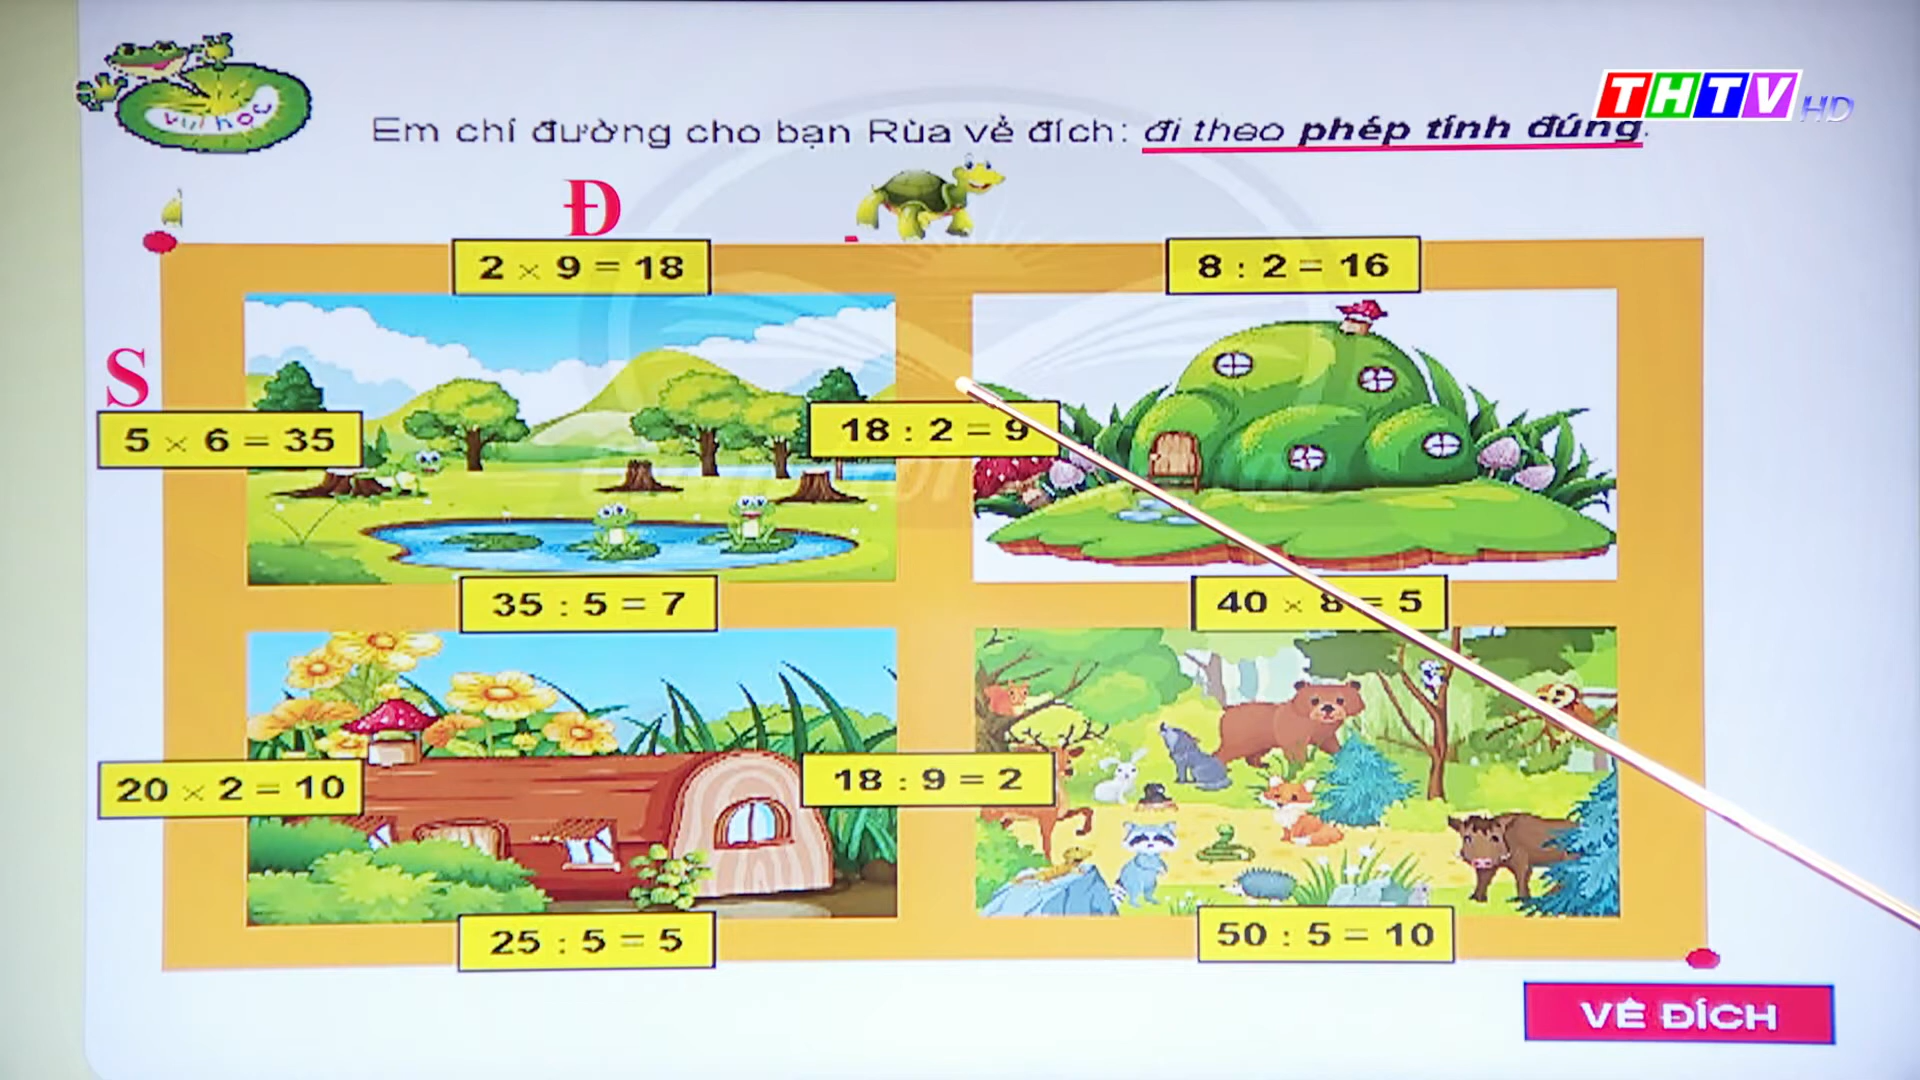 THTV HD
VUI HỌC
Em chỉ đường cho bạn Rùa về đích: đi theo phép tính đúng.
Đ
2 × 9 = 18
8 : 2 = 16
S
5 × 6 = 35
18 : 2 = 9
35 : 5 = 7
40 × 8 = 5
20 × 2 = 10
18 : 9 = 2
25 : 5 = 5
50 : 5 = 10
VỀ ĐÍCH